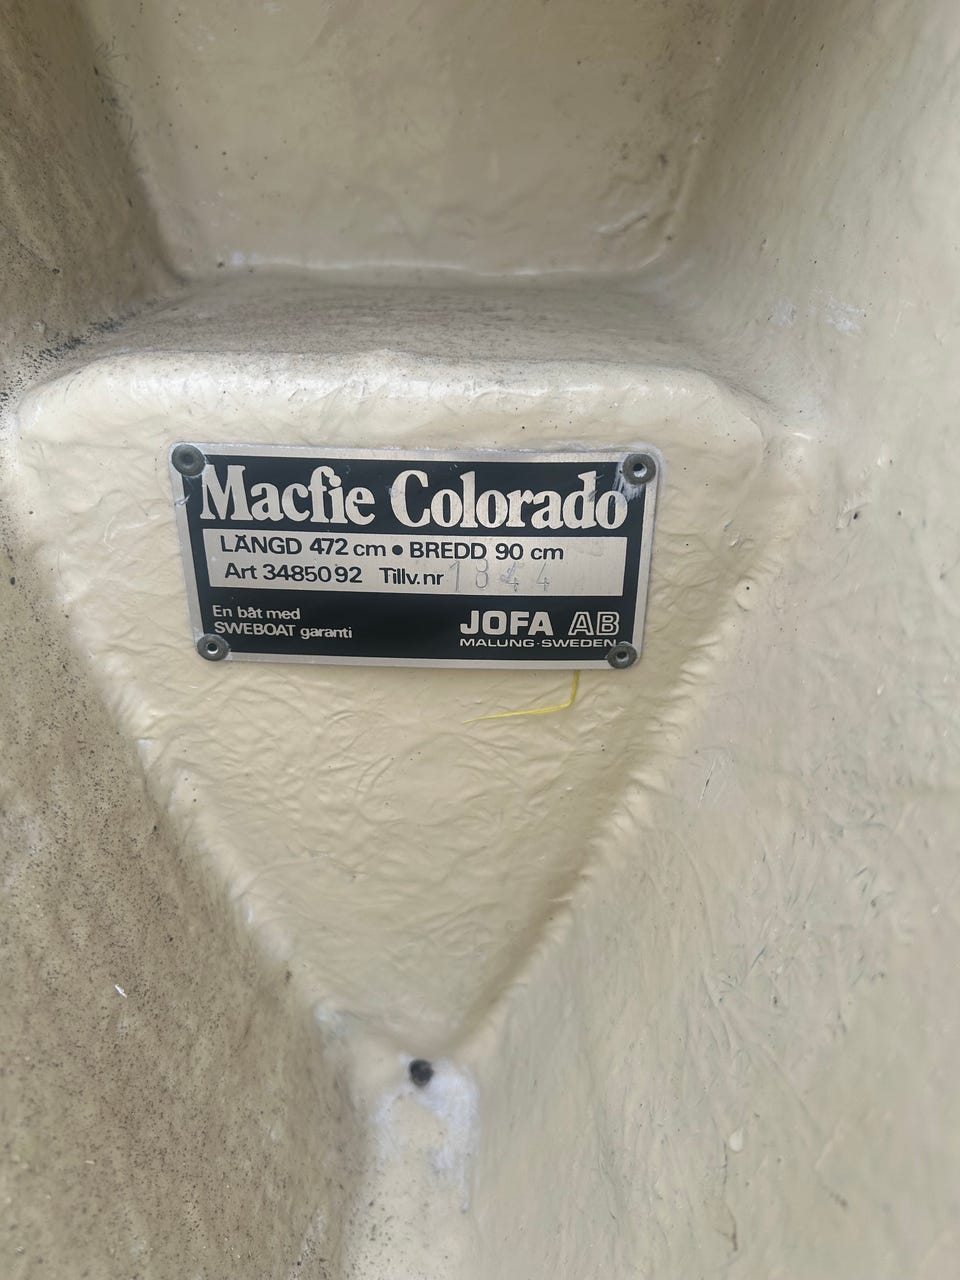 Macfie Colorado
LÄNGD 472 cm • BREDD 90 cm
Art 3485092 Tillv.nr 1844
En båt med
SWEBOAT garanti
JOFA AB
MALUNG·SWEDEN